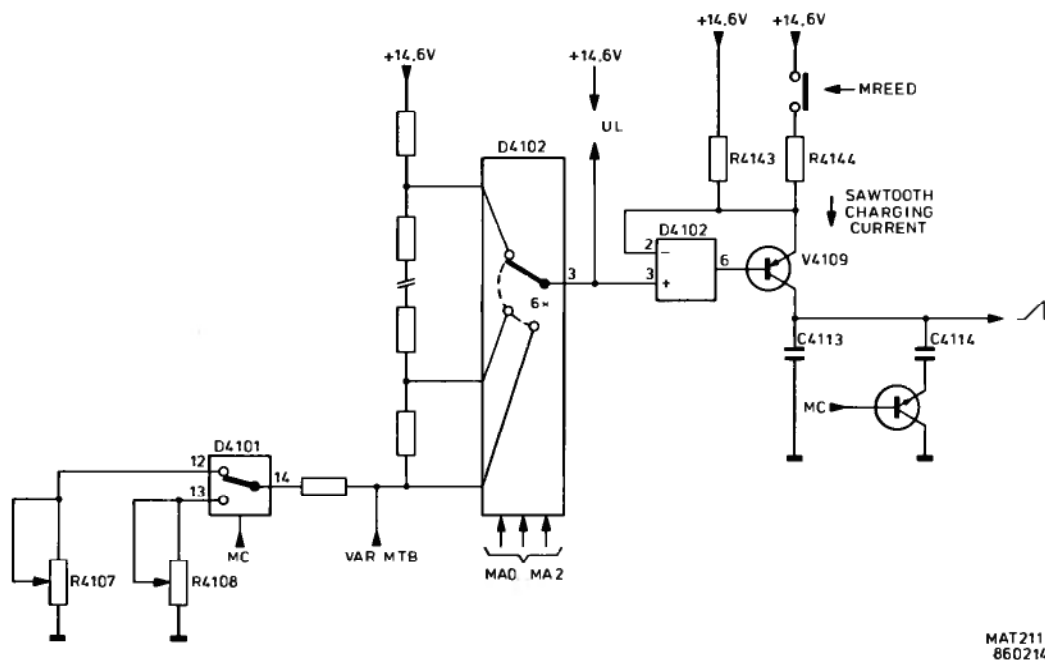 +14,6V
+14,6V
+14,6V
+14,6V
MREED
UL
D4102
R4143
R4144
SAWTOOTH
CHARGING
CURRENT
D4102
2
−
6
V4109
3
3
+
6×
C4113
C4114
MC
D4101
12
14
13
MC
VAR MTB
R4107
R4108
MA0 MA2
MAT211
860214